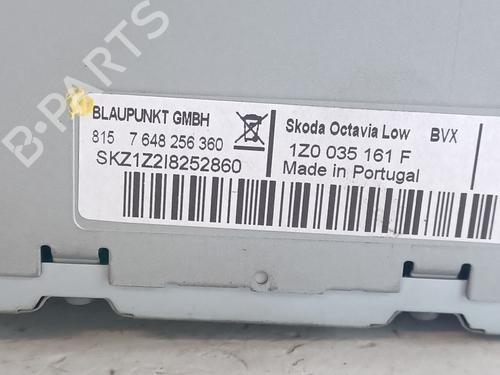 B-PARTS
BLAUPUNKT GMBH
815 7 648 256 360
SKZ1Z2I8252860
Skoda Octavia Low BVX
1Z0 035 161 F
Made in Portugal